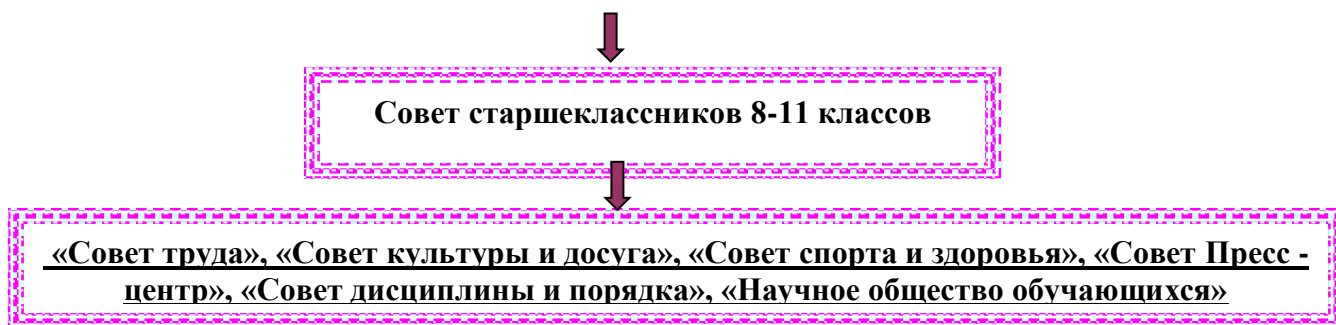 Совет старшеклассников 8-11 классов
«Совет труда», «Совет культуры и досуга», «Совет спорта и здоровья», «Совет Пресс -
центр», «Совет дисциплины и порядка», «Научное общество обучающихся»